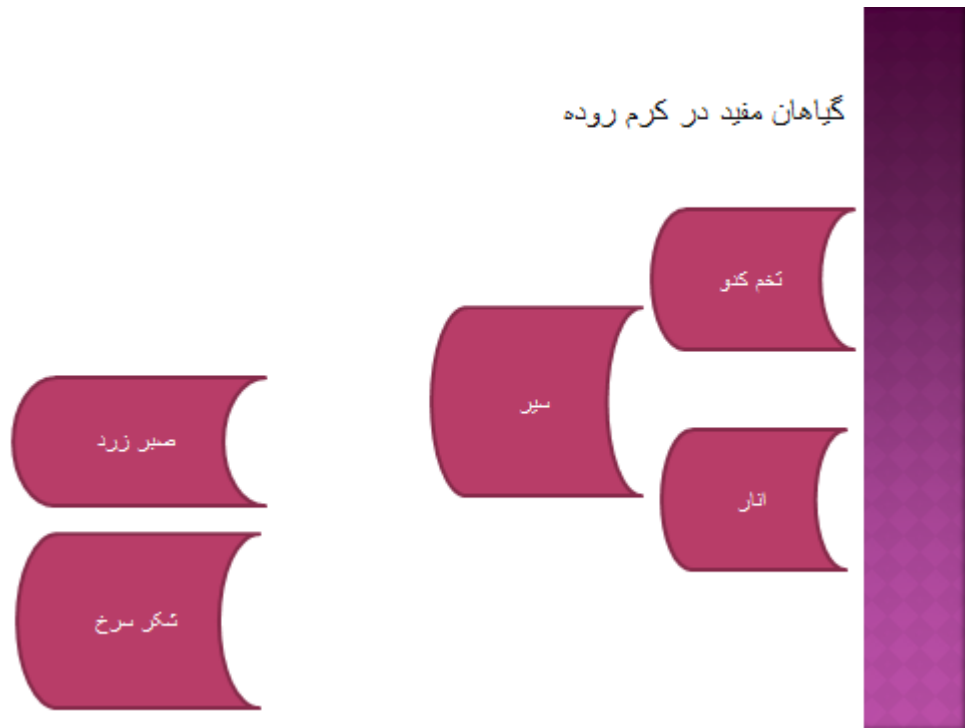 گیاهان مفید در کرم روده
تخم کدو
سیر
انار
صبر زرد
شکر سرخ